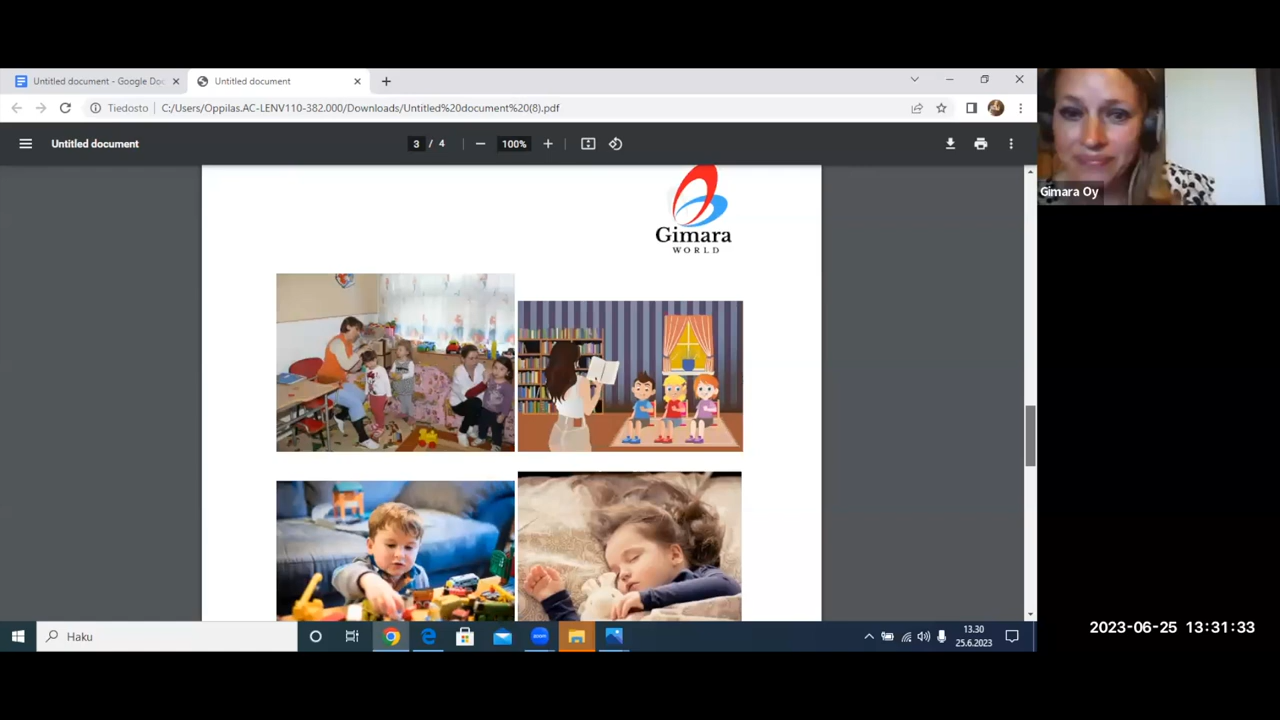 Untitled document - Google Doc
Untitled document
Tiedosto
C:/Users/Oppilas.AC-LENV110-382.000/Downloads/Untitled%20document%20(8).pdf
Untitled document
3 / 4
100%
Gimara Oy
Gimara
WORLD
Haku
zoom
13.30
25.6.2023
2023-06-25 13:31:33